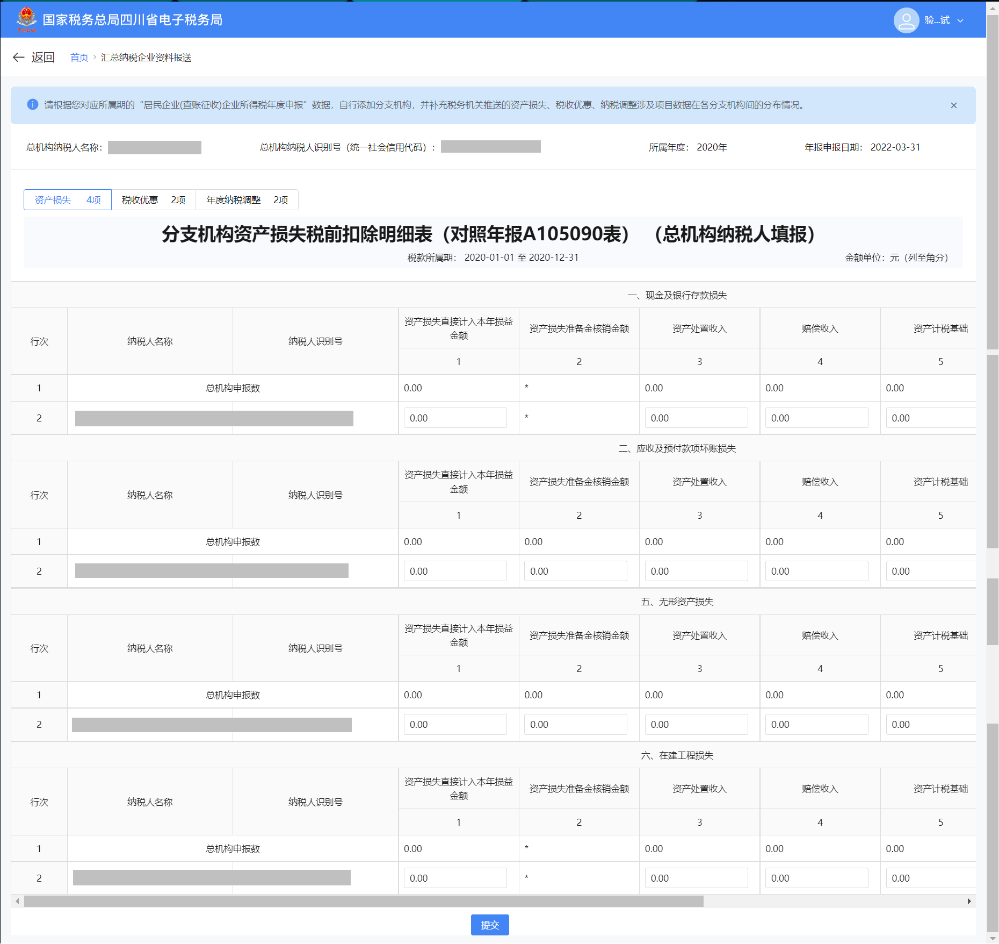 国家税务总局四川省电子税务局
验...试
返回 首页 > 汇总纳税企业资料报送
请根据您对应所属期的“居民企业(查账征收)企业所得税年度申报”数据，自行添加分支机构，并补充税务机关推送的资产损失、税收优惠、纳税调整涉及项目数据在各分支机构间的分布情况。
总机构纳税人名称： 总机构纳税人识别号（统一社会信用代码）： 所属年度： 2020年 年报申报日期： 2022-03-31
资产损失 4项 税收优惠 2项 年度纳税调整 2项
分支机构资产损失税前扣除明细表（对照年报A105090表） （总机构纳税人填报）
税款所属期： 2020-01-01 至 2020-12-31 金额单位：元（列至角分）
一、现金及银行存款损失
行次 纳税人名称 纳税人识别号 资产损失直接计入本年损益金额 资产损失准备金核销金额 资产处置收入 赔偿收入 资产计税基础
1 2 3 4 5
1 总机构申报数 0.00 * 0.00 0.00 0.00
2 0.00 * 0.00 0.00 0.00
二、应收及预付款项坏账损失
行次 纳税人名称 纳税人识别号 资产损失直接计入本年损益金额 资产损失准备金核销金额 资产处置收入 赔偿收入 资产计税基础
1 2 3 4 5
1 总机构申报数 0.00 0.00 0.00 0.00 0.00
2 0.00 0.00 0.00 0.00 0.00
五、无形资产损失
行次 纳税人名称 纳税人识别号 资产损失直接计入本年损益金额 资产损失准备金核销金额 资产处置收入 赔偿收入 资产计税基础
1 2 3 4 5
1 总机构申报数 0.00 0.00 0.00 0.00 0.00
2 0.00 0.00 0.00 0.00 0.00
六、在建工程损失
行次 纳税人名称 纳税人识别号 资产损失直接计入本年损益金额 资产损失准备金核销金额 资产处置收入 赔偿收入 资产计税基础
1 2 3 4 5
1 总机构申报数 0.00 * 0.00 0.00 0.00
2 0.00 * 0.00 0.00 0.00
提交